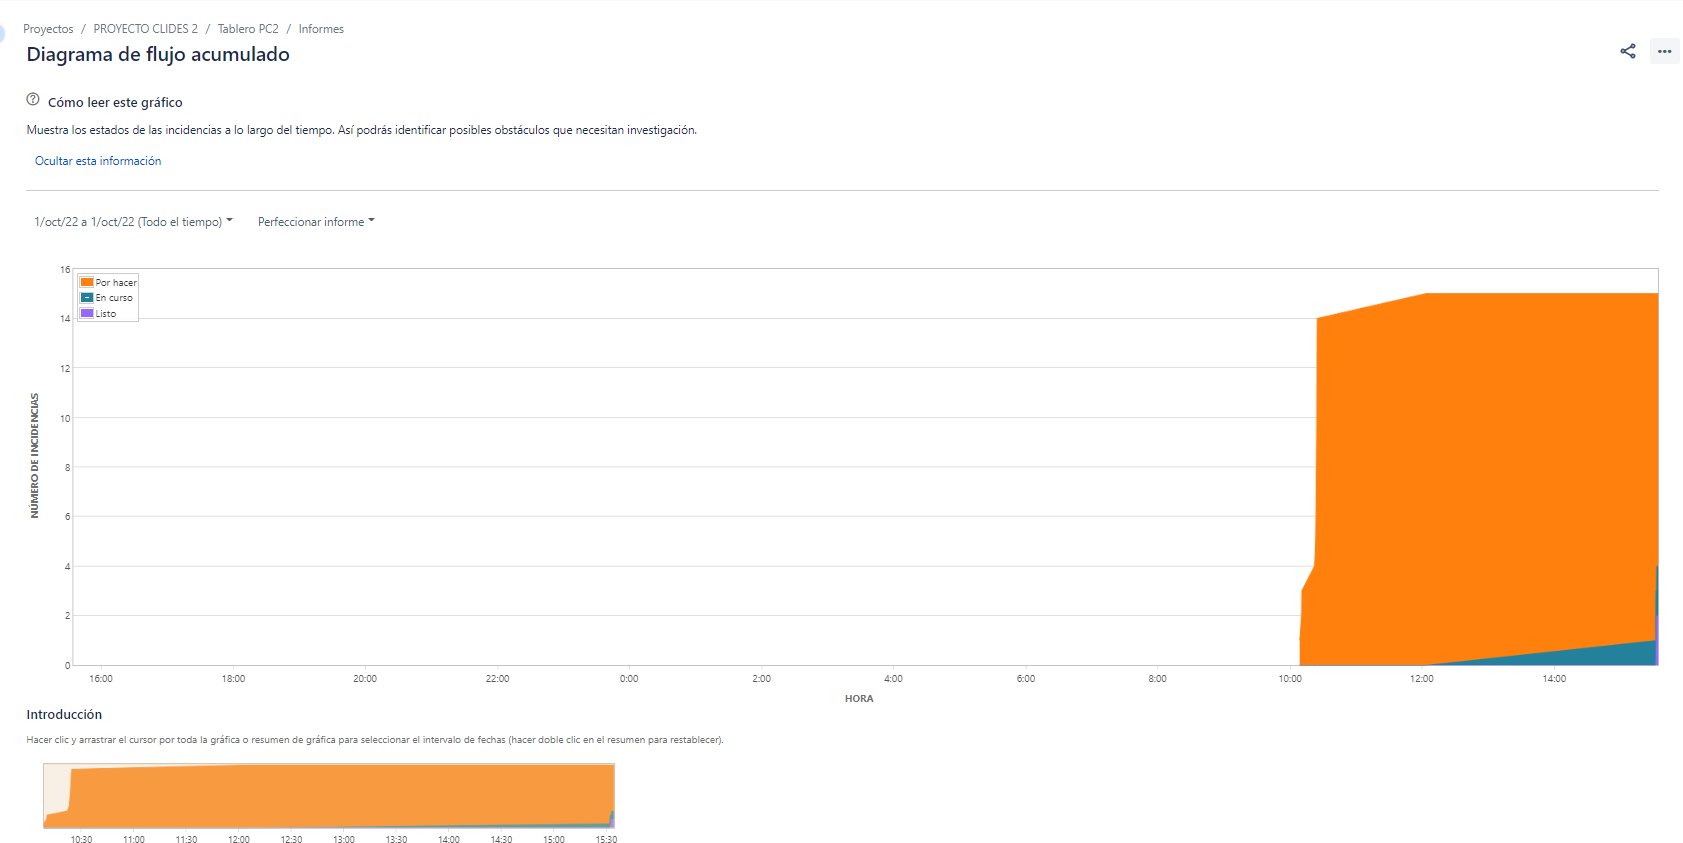 Proyectos / PROYECTO CLIDES 2 / Tablero PC2 / Informes
Diagrama de flujo acumulado
Cómo leer este gráfico
Muestra los estados de las incidencias a lo largo del tiempo. Así podrás identificar posibles obstáculos que necesitan investigación.
Ocultar esta información
1/oct/22 a 1/oct/22 (Todo el tiempo) Perfeccionar informe
Por hacer
En curso
Listo
16
14
12
10
8
6
4
2
0
NÚMERO DE INCIDENCIAS
16:00 18:00 20:00 22:00 0:00 2:00 4:00 6:00 8:00 10:00 12:00 14:00
HORA
Introducción
Hacer clic y arrastrar el cursor por toda la gráfica o resumen de gráfica para seleccionar el intervalo de fechas (hacer doble clic en el resumen para restablecer).
10:30 11:00 11:30 12:00 12:30 13:00 13:30 14:00 14:30 15:00 15:30